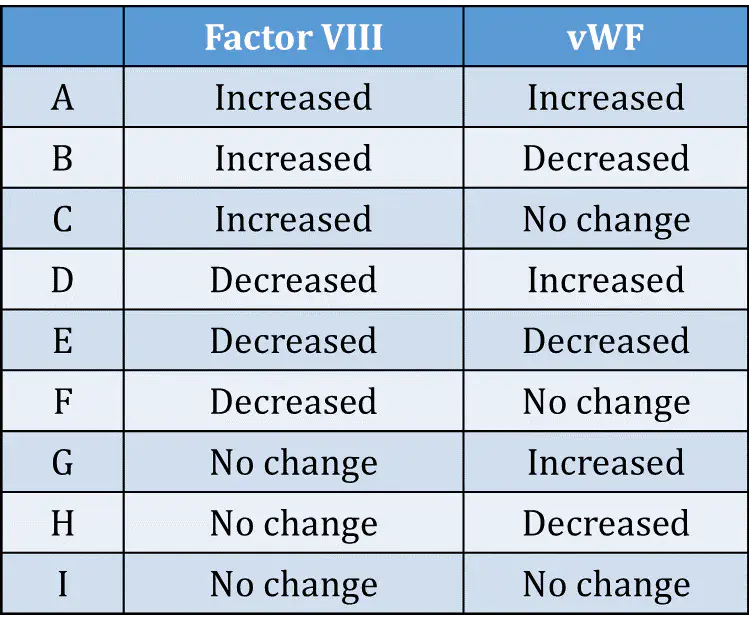 Factor VIII vWF
A Increased Increased
B Increased Decreased
C Increased No change
D Decreased Increased
E Decreased Decreased
F Decreased No change
G No change Increased
H No change Decreased
I No change No change